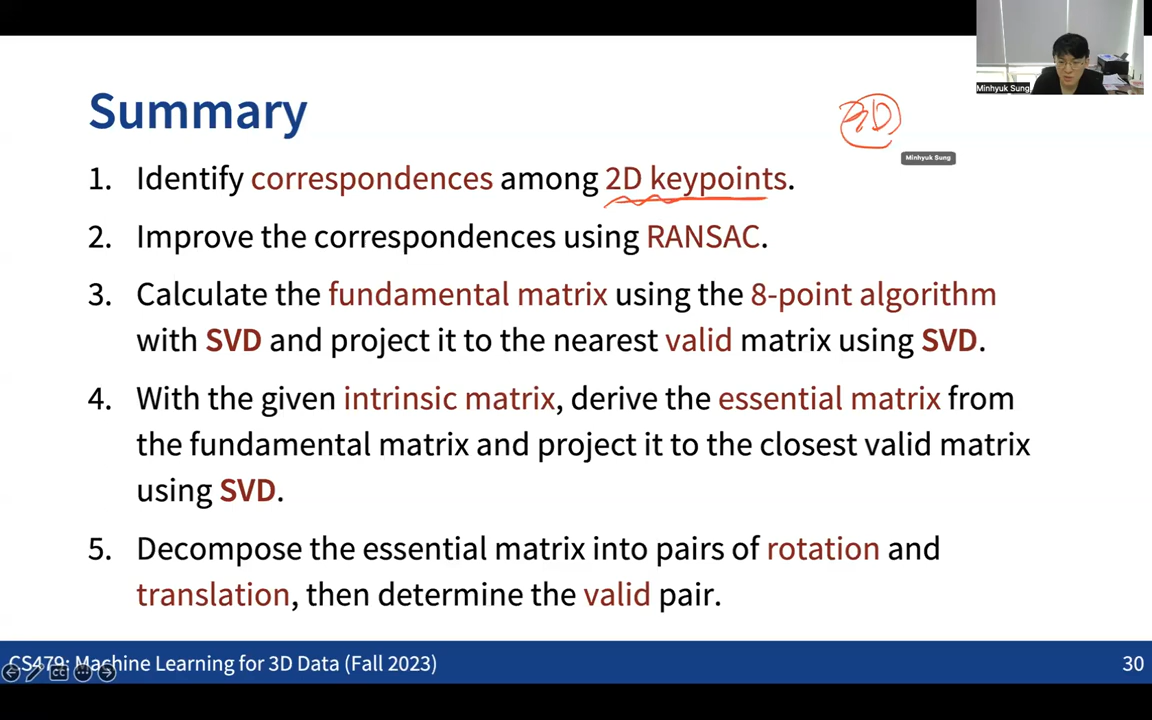 Minhyuk Sung
Summary
Minhyuk Sung
1. Identify correspondences among 2D keypoints.
2. Improve the correspondences using RANSAC.
3. Calculate the fundamental matrix using the 8-point algorithm
with SVD and project it to the nearest valid matrix using SVD.
4. With the given intrinsic matrix, derive the essential matrix from
the fundamental matrix and project it to the closest valid matrix
using SVD.
5. Decompose the essential matrix into pairs of rotation and
translation, then determine the valid pair.
CS479: Machine Learning for 3D Data (Fall 2023)
30